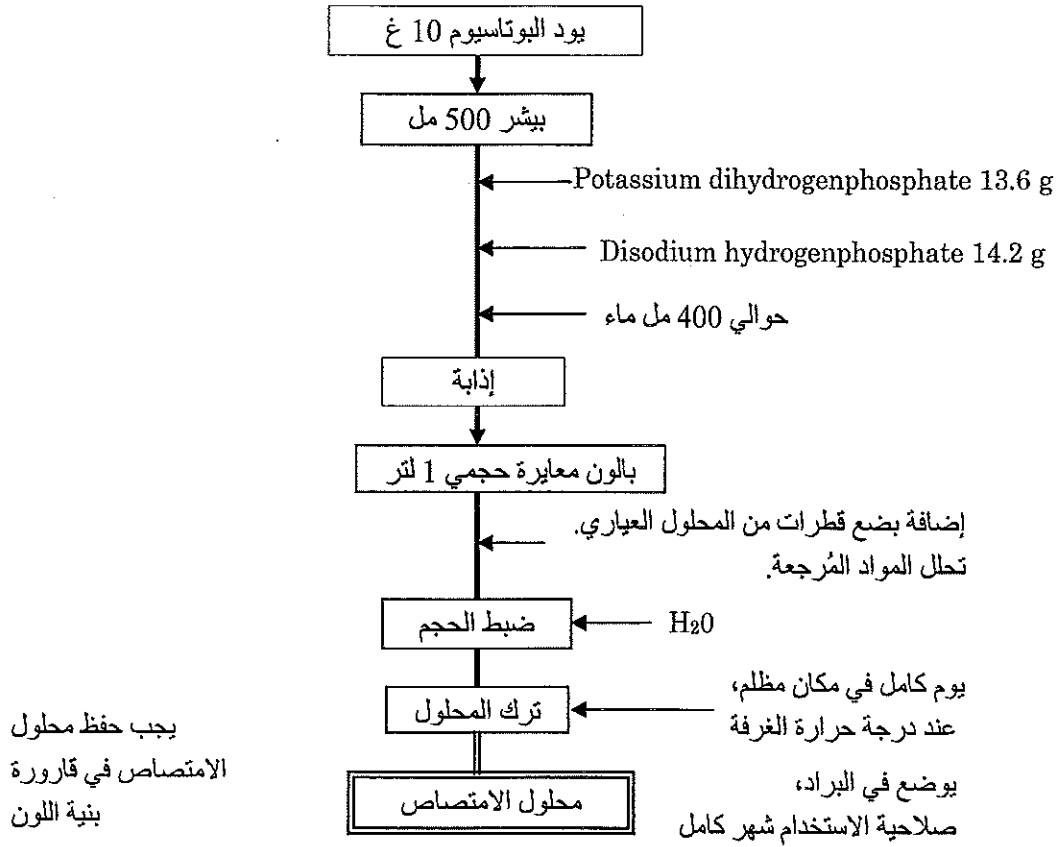 يود البوتاسيوم 10 غ
بيشر 500 مل
Potassium dihydrogenphosphate 13.6 g
Disodium hydrogenphosphate 14.2 g
حوالي 400 مل ماء
إذابة
بالون معايرة حجمي 1 لتر
إضافة بضع قطرات من المحلول العياري.
تحلل المواد المُرجعة.
ضبط الحجم
H₂0
ترك المحلول
يوم كامل في مكان مظلم،
عند درجة حرارة الغرفة
محلول الامتصاص
يوضع في البراد،
صلاحية الاستخدام شهر كامل
يجب حفظ محلول
الامتصاص في قارورة
بنية اللون